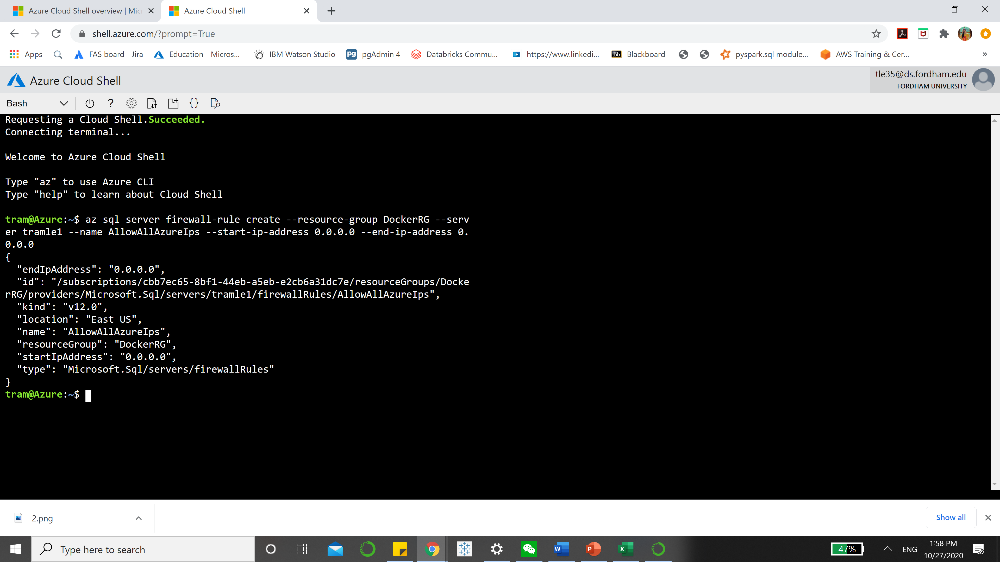 Azure Cloud Shell overview | Mic
Azure Cloud Shell
shell.azure.com/?prompt=True
Apps
FAS board - Jira
Education - Micros...
IBM Watson Studio
pgAdmin 4
Databricks Commu...
https://www.linkedi...
Bb Blackboard
pyspark.sql module...
AWS Training & Cer...
»
Azure Cloud Shell
tle35@ds.fordham.edu
FORDHAM UNIVERSITY
Bash
?
{}
Requesting a Cloud Shell.Succeeded.
Connecting terminal...
Welcome to Azure Cloud Shell
Type "az" to use Azure CLI
Type "help" to learn about Cloud Shell
tram@Azure:~$ az sql server firewall-rule create --resource-group DockerRG --serv
er tramle1 --name AllowAllAzureIps --start-ip-address 0.0.0.0 --end-ip-address 0.
0.0.0
{
"endIpAddress": "0.0.0.0",
"id": "/subscriptions/cbb7ec65-8bf1-44eb-a5eb-e2cb6a31dc7e/resourceGroups/Docke
rRG/providers/Microsoft.Sql/servers/tramle1/firewallRules/AllowAllAzureIps",
"kind": "v12.0",
"location": "East US",
"name": "AllowAllAzureIps",
"resourceGroup": "DockerRG",
"startIpAddress": "0.0.0.0",
"type": "Microsoft.Sql/servers/firewallRules"
}
tram@Azure:~$
2.png
Show all
Type here to search
47%
ENG
1:58 PM
10/27/2020